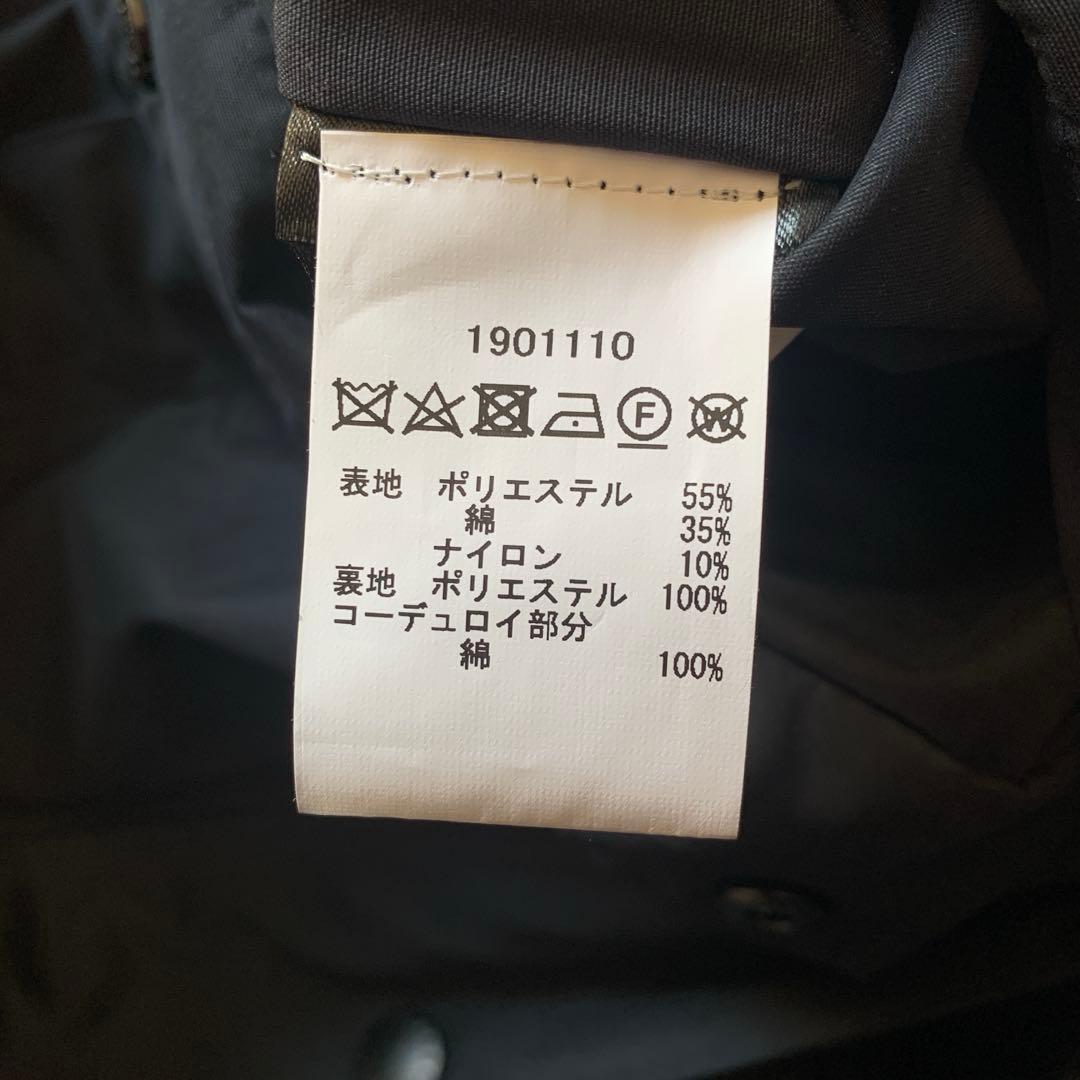 1901110
F W
表地 ポリエステル 55%
綿 35%
ナイロン 10%
裏地 ポリエステル 100%
コーデュロイ部分
綿 100%